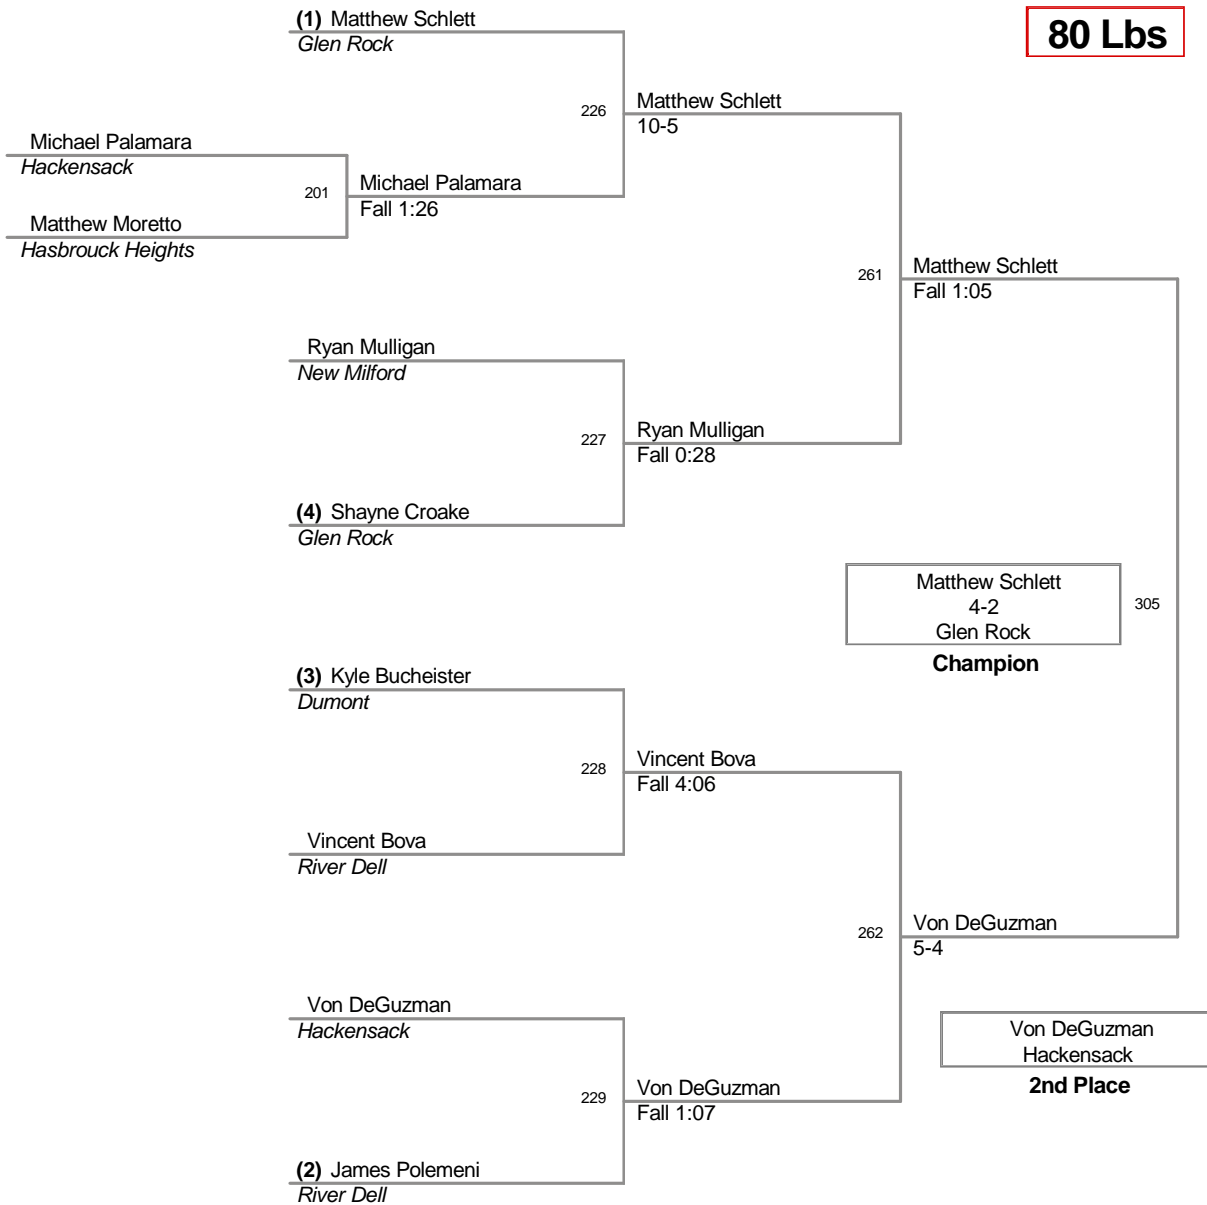 (1) Matthew Schlett
Glen Rock
80 Lbs
226
Matthew Schlett
10-5
Michael Palamara
Hackensack
201
Michael Palamara
Fall 1:26
Matthew Moretto
Hasbrouck Heights
261
Matthew Schlett
Fall 1:05
Ryan Mulligan
New Milford
227
Ryan Mulligan
Fall 0:28
(4) Shayne Croake
Glen Rock
Matthew Schlett
4-2
Glen Rock
305
Champion
(3) Kyle Bucheister
Dumont
228
Vincent Bova
Fall 4:06
Vincent Bova
River Dell
262
Von DeGuzman
5-4
Von DeGuzman
Hackensack
Von DeGuzman
Hackensack
2nd Place
229
Von DeGuzman
Fall 1:07
(2) James Polemeni
River Dell